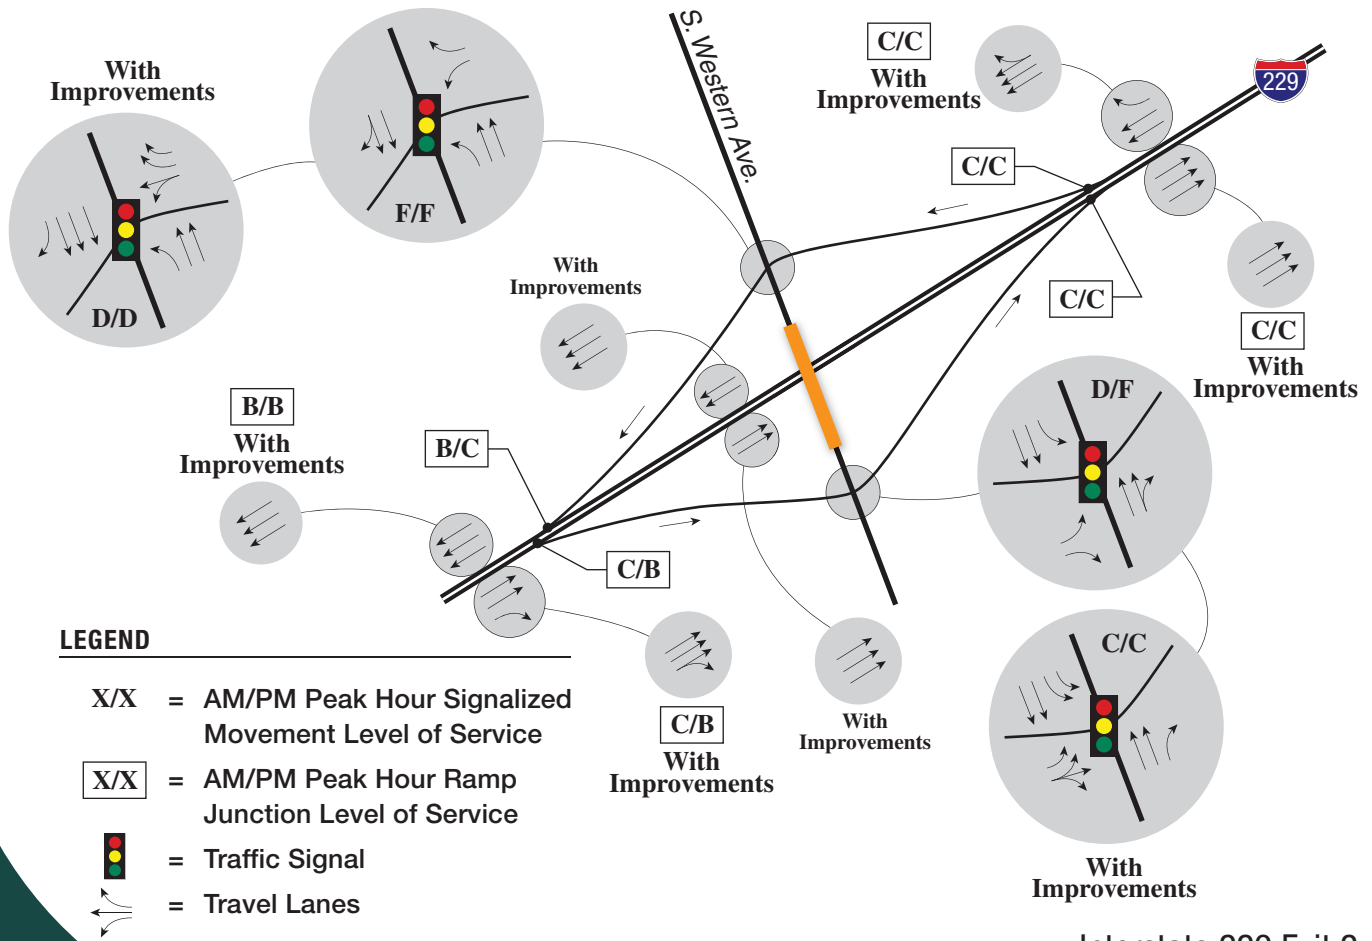 With
Improvements
D/D
F/F
S. Western Ave.
C/C
With
Improvements
229
C/C
C/C
C/C
With
Improvements
With
Improvements
B/B
With
Improvements
B/C
C/B
D/F
C/C
With
Improvements
C/B
With
Improvements
With
Improvements
LEGEND
X/X = AM/PM Peak Hour Signalized
Movement Level of Service
X/X = AM/PM Peak Hour Ramp
Junction Level of Service
= Traffic Signal
= Travel Lanes